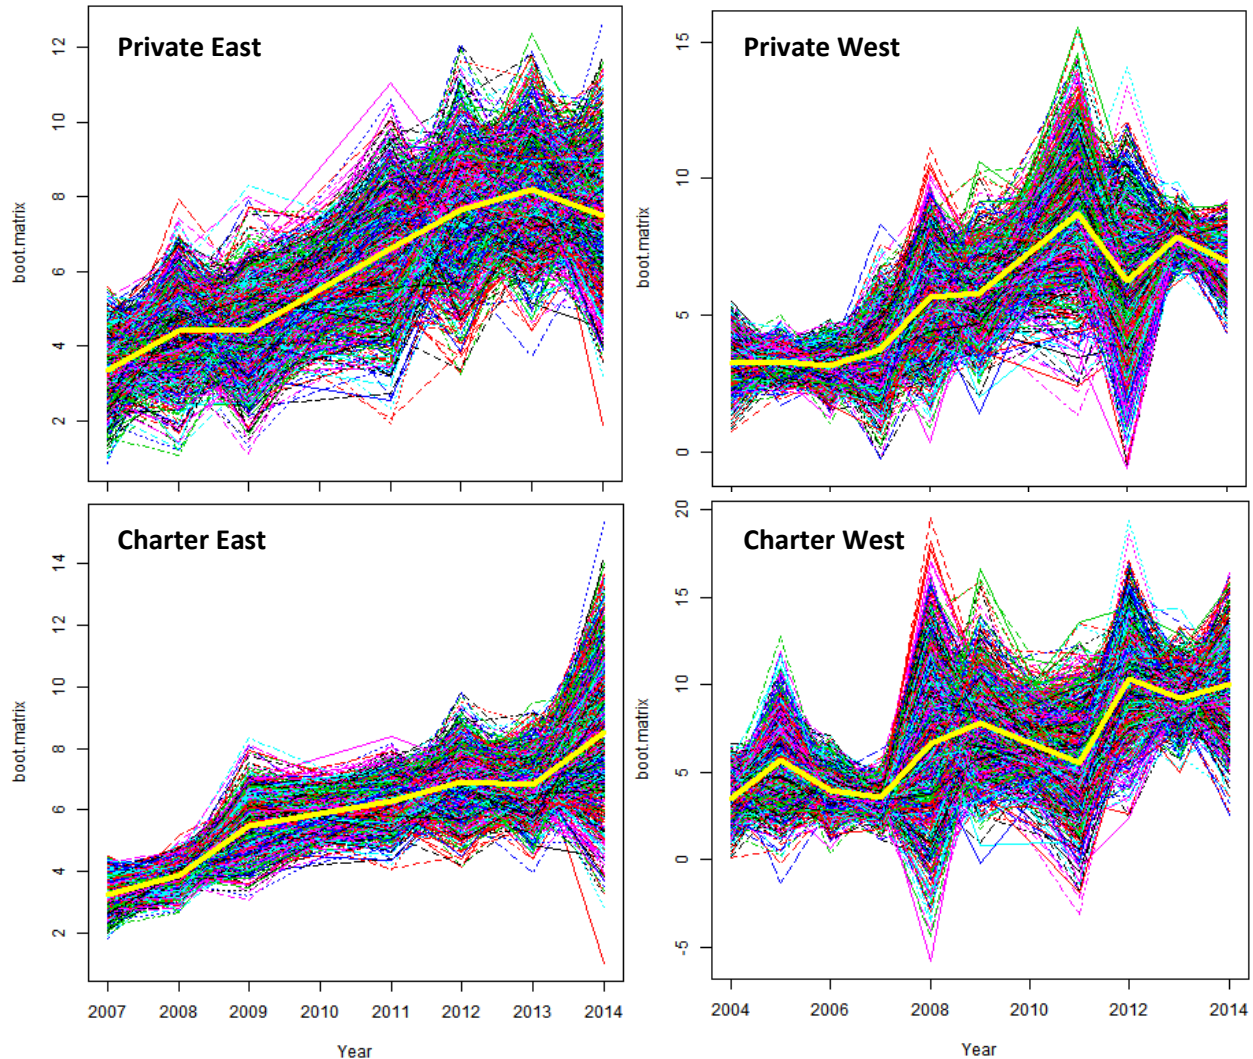 Private East
boot.matrix
12
10
8
6
4
2
Private West
boot.matrix
15
10
5
0
Charter East
boot.matrix
14
12
10
8
6
4
2
2007 2008 2009 2010 2011 2012 2013 2014
Year
Charter West
boot.matrix
20
15
10
5
0
-5
2004 2006 2008 2010 2012 2014
Year